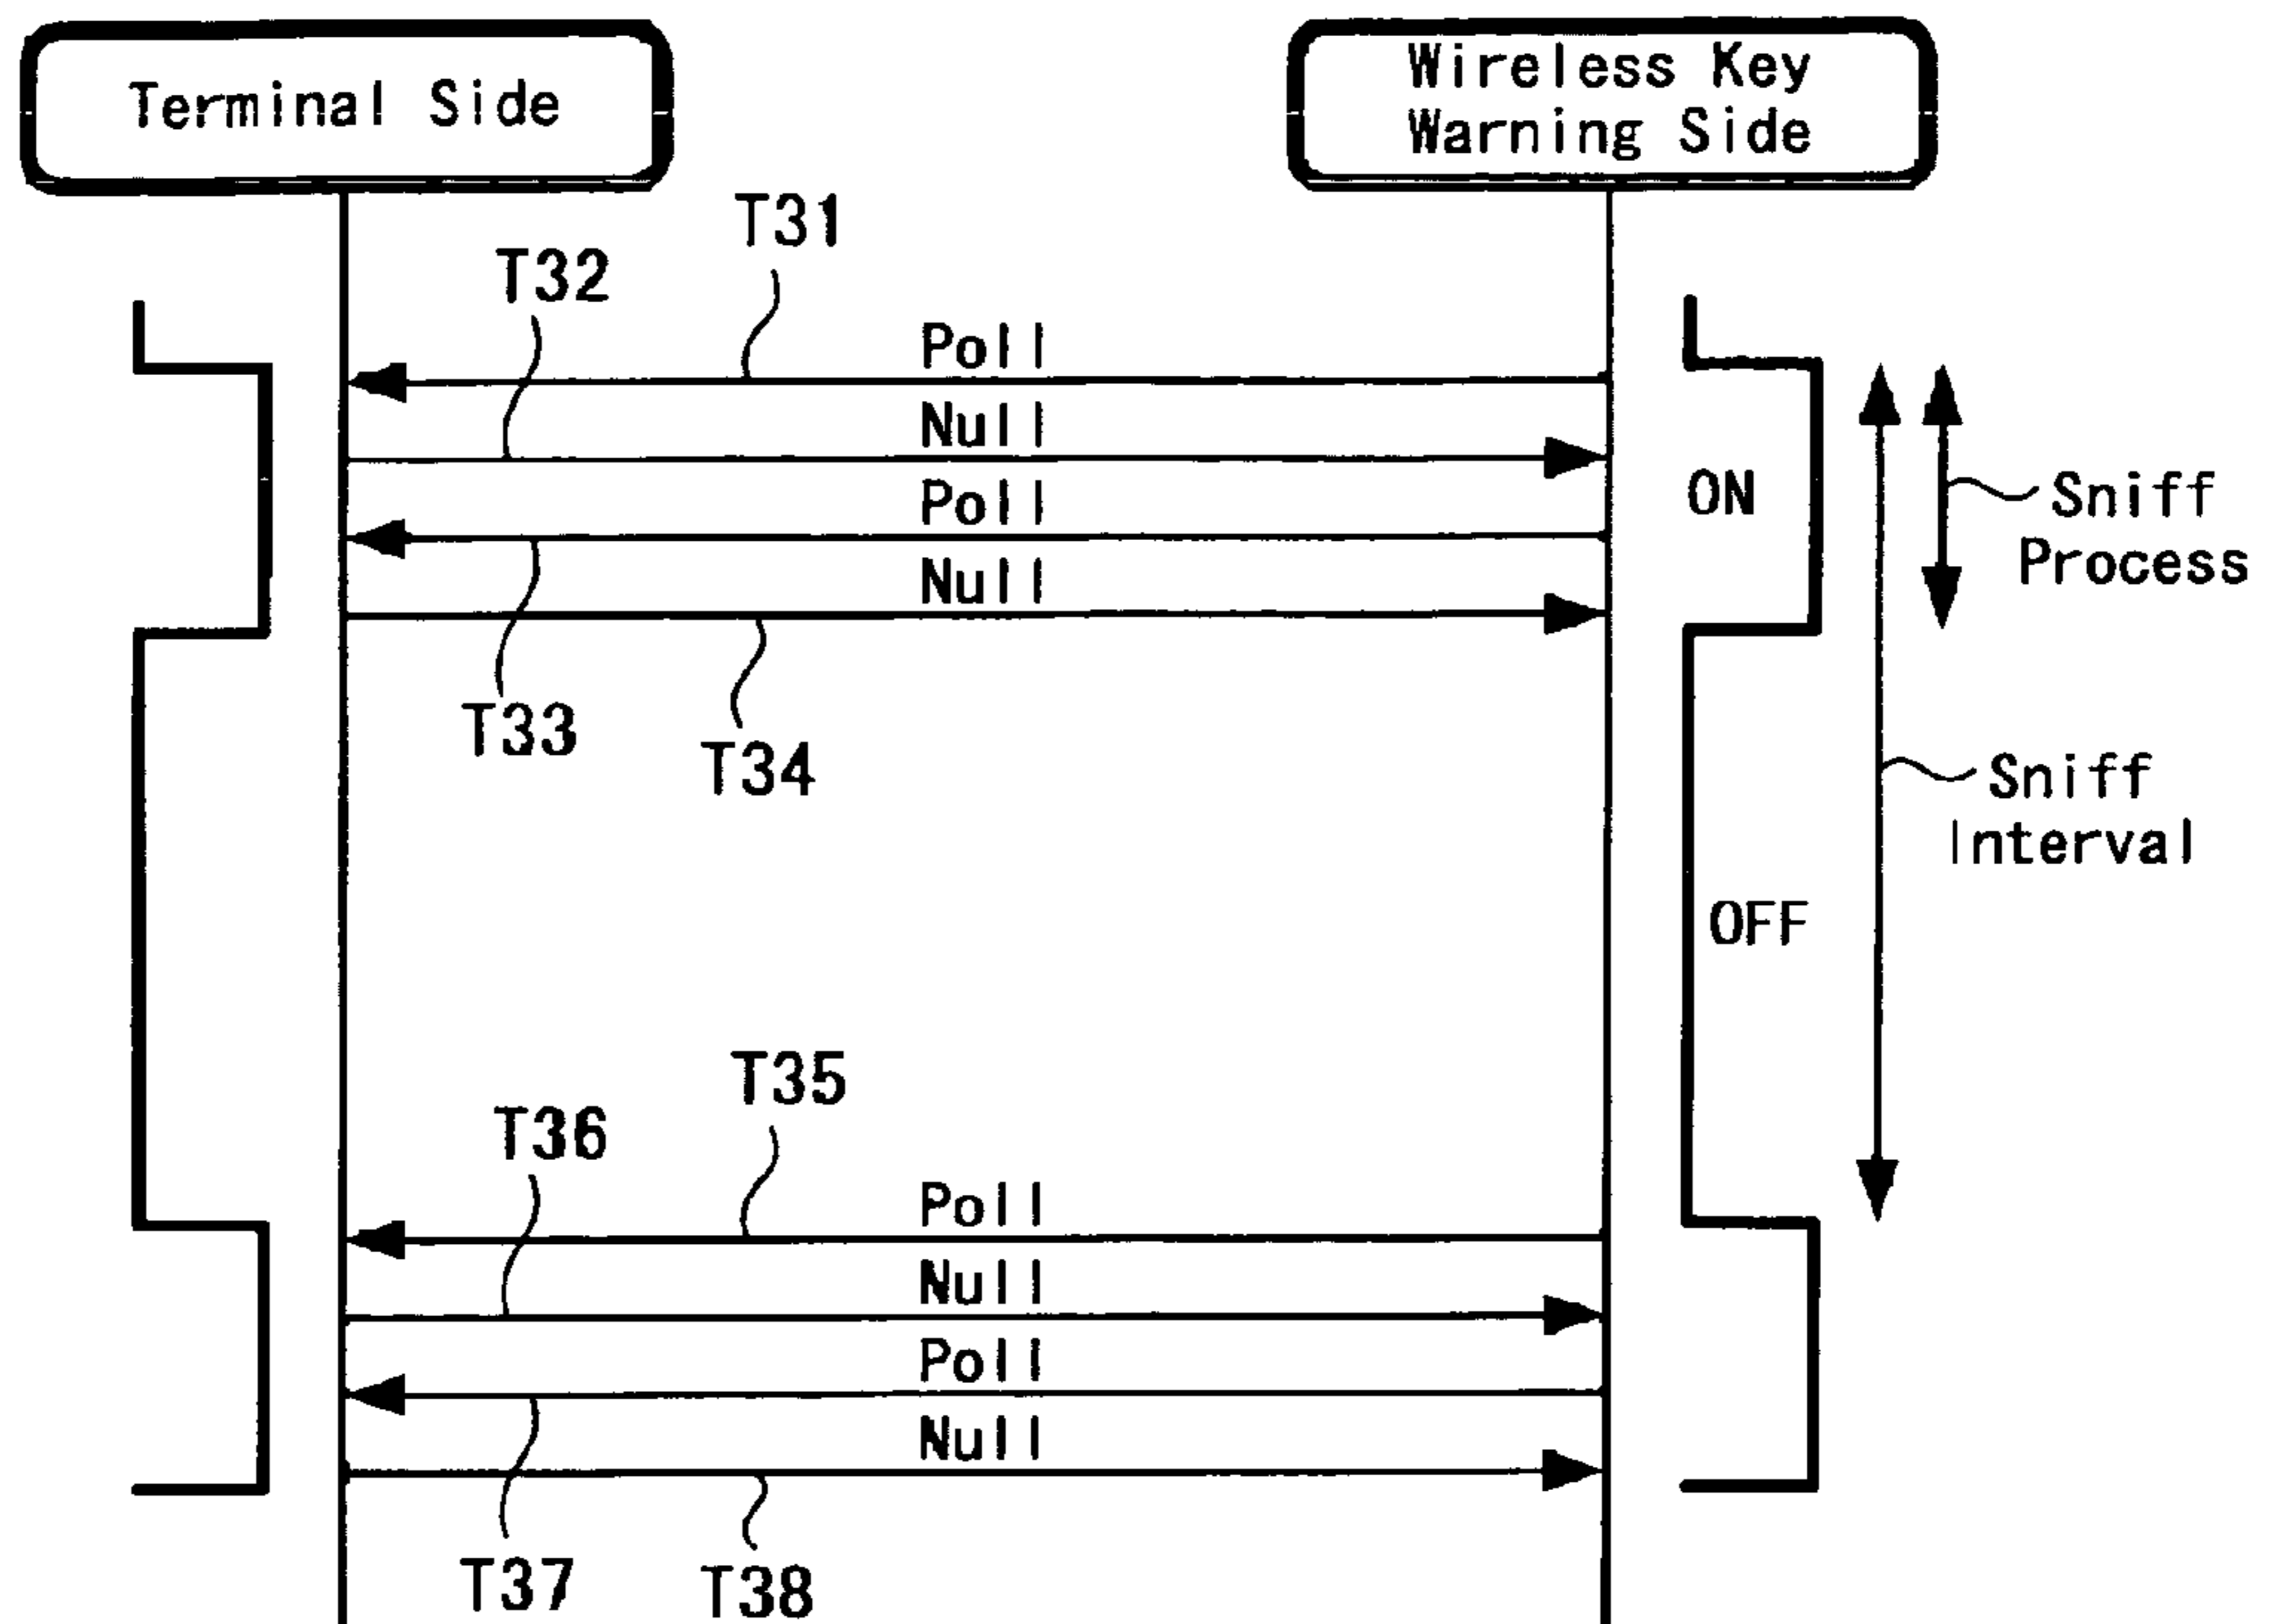 Terminal Side
Wireless Key
Warning Side
T31
T32
Poll
Null
ON
Sniff
Process
Poll
Null
T33
T34
Sniff
Interval
OFF
T35
T36
Poll
Null
Poll
Null
T37
T38